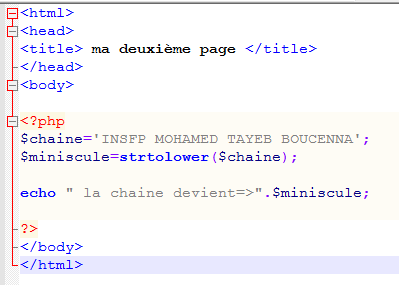 <html>
<head>
<title> ma deuxième page </title>
</head>
<body>
<?php
$chaine='INSFP MOHAMED TAYEB BOUCENNA';
$miniscule=strtolower($chaine);
echo " la chaine devient=>".$miniscule;
?>
</body>
</html>